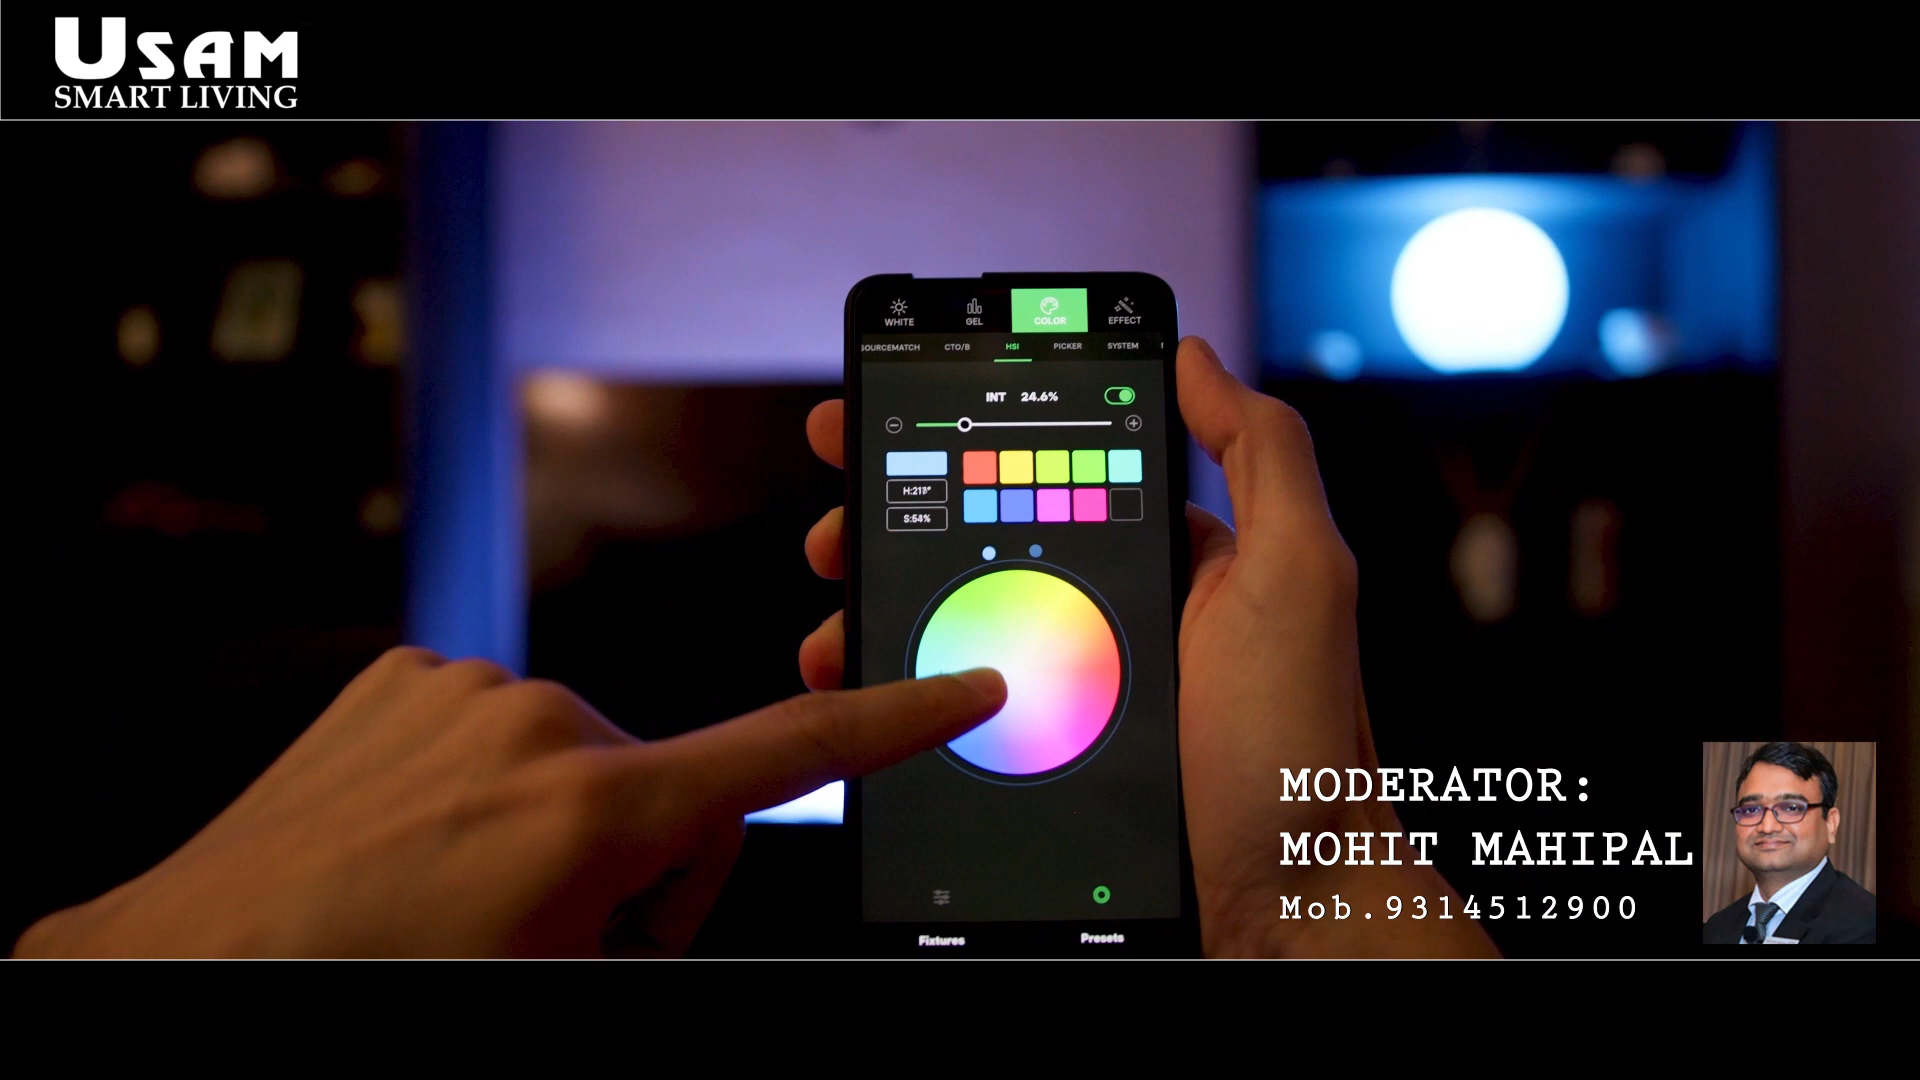 USAM
SMART LIVING
WHITE GEL COLOR EFFECT
SOURCEMATCH CTO/B HSI PICKER SYSTEM
INT 24.6%
S:54%
MODERATOR:
MOHIT MAHIPAL
Mob.9314512900
Fixtures Presets